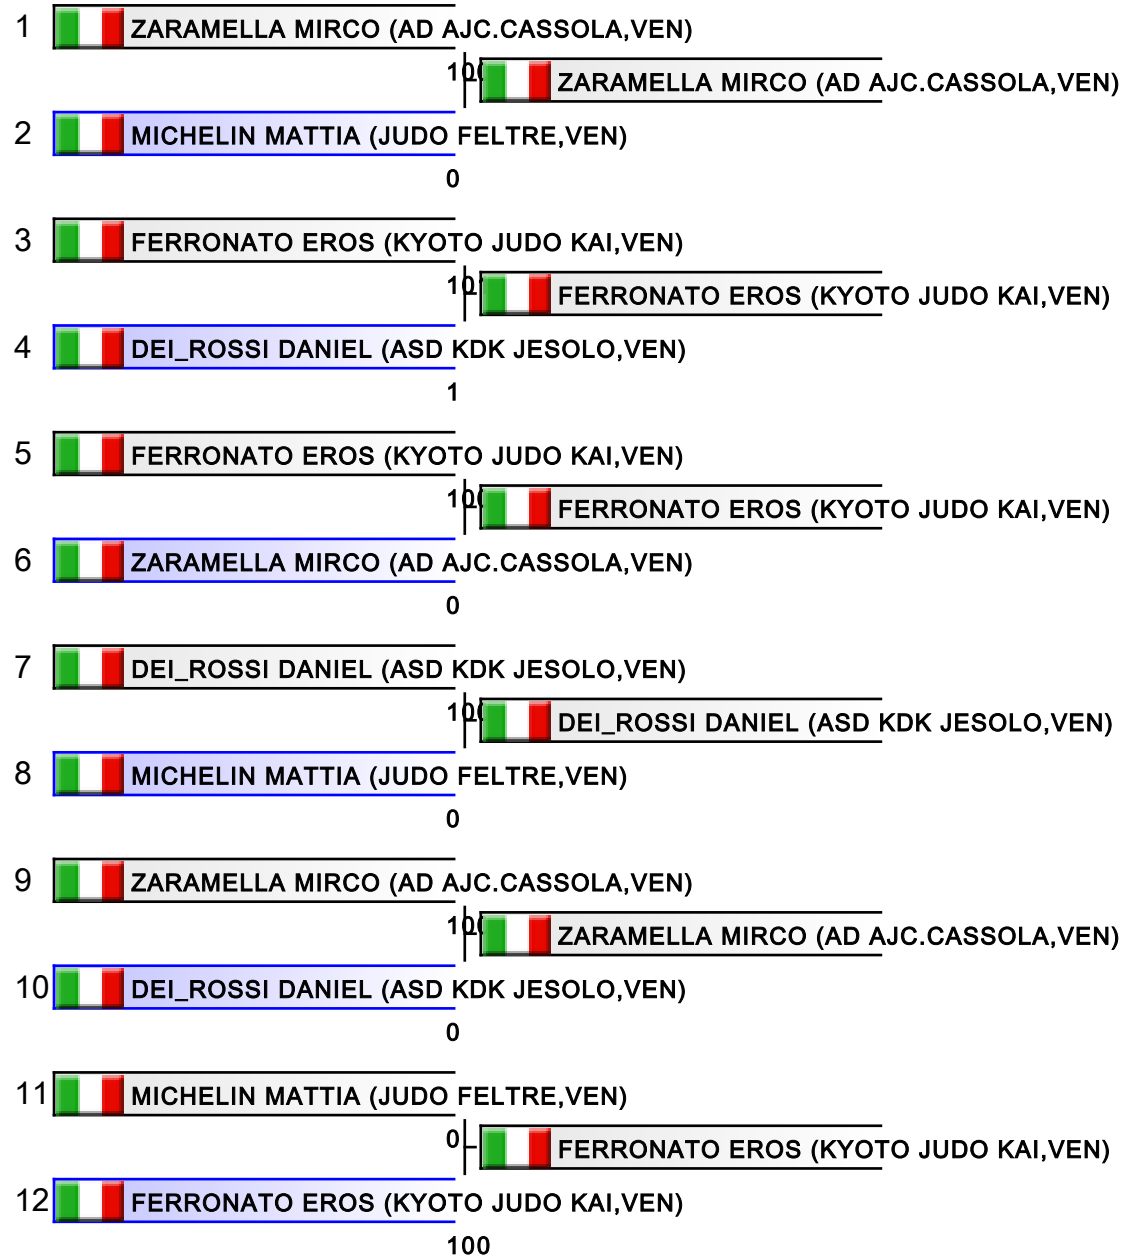 1 ZARAMELLA MIRCO (AD AJC.CASSOLA,VEN)
100 ZARAMELLA MIRCO (AD AJC.CASSOLA,VEN)
2 MICHELIN MATTIA (JUDO FELTRE,VEN)
0
3 FERRONATO EROS (KYOTO JUDO KAI,VEN)
FERRONATO EROS (KYOTO JUDO KAI,VEN)
4 DEI_ROSSI DANIEL (ASD KDK JESOLO,VEN)
1
5 FERRONATO EROS (KYOTO JUDO KAI,VEN)
100 FERRONATO EROS (KYOTO JUDO KAI,VEN)
6 ZARAMELLA MIRCO (AD AJC.CASSOLA,VEN)
0
7 DEI_ROSSI DANIEL (ASD KDK JESOLO,VEN)
100 DEI_ROSSI DANIEL (ASD KDK JESOLO,VEN)
8 MICHELIN MATTIA (JUDO FELTRE,VEN)
0
9 ZARAMELLA MIRCO (AD AJC.CASSOLA,VEN)
100 ZARAMELLA MIRCO (AD AJC.CASSOLA,VEN)
10 DEI_ROSSI DANIEL (ASD KDK JESOLO,VEN)
0
11 MICHELIN MATTIA (JUDO FELTRE,VEN)
0 FERRONATO EROS (KYOTO JUDO KAI,VEN)
12 FERRONATO EROS (KYOTO JUDO KAI,VEN)
100